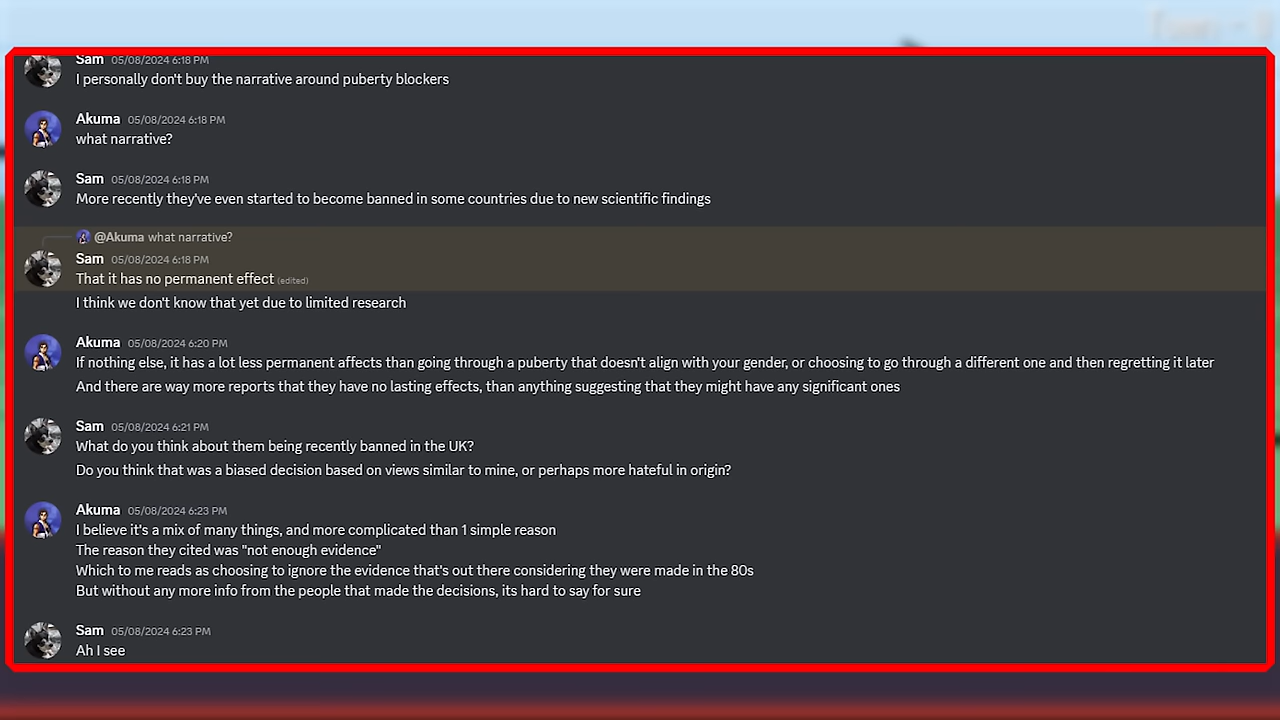 Sam 05/08/2024 6:18 PM
I personally don't buy the narrative around puberty blockers
Akuma 05/08/2024 6:18 PM
what narrative?
Sam 05/08/2024 6:18 PM
More recently they've even started to become banned in some countries due to new scientific findings
@Akuma what narrative?
Sam 05/08/2024 6:18 PM
That it has no permanent effect (edited)
I think we don't know that yet due to limited research
Akuma 05/08/2024 6:20 PM
If nothing else, it has a lot less permanent affects than going through a puberty that doesn't align with your gender, or choosing to go through a different one and then regretting it later
And there are way more reports that they have no lasting effects, than anything suggesting that they might have any significant ones
Sam 05/08/2024 6:21 PM
What do you think about them being recently banned in the UK?
Do you think that was a biased decision based on views similar to mine, or perhaps more hateful in origin?
Akuma 05/08/2024 6:23 PM
I believe it's a mix of many things, and more complicated than 1 simple reason
The reason they cited was "not enough evidence"
Which to me reads as choosing to ignore the evidence that's out there considering they were made in the 80s
But without any more info from the people that made the decisions, its hard to say for sure
Sam 05/08/2024 6:23 PM
Ah I see